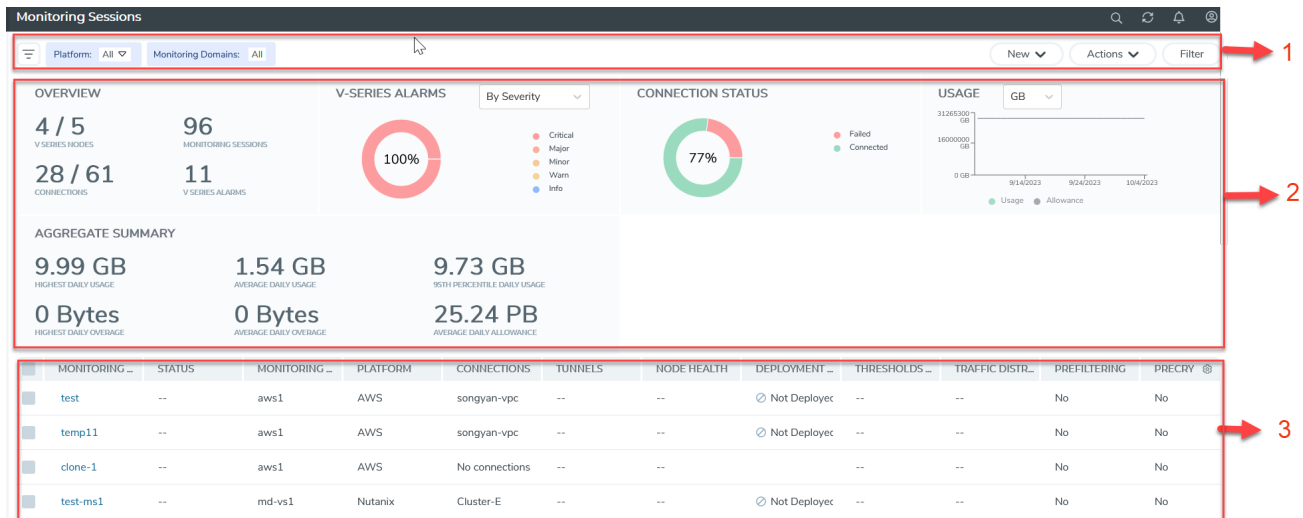 Monitoring Sessions
Platform: All Monitoring Domains: All New Actions Filter
1
OVERVIEW
4 / 5
V SERIES NODES
96
MONITORING SESSIONS
28 / 61
CONNECTIONS
11
V SERIES ALARMS
V-SERIES ALARMS By Severity
100%
Critical
Major
Minor
Warn
Info
CONNECTION STATUS
77%
Failed
Connected
USAGE GB
31265300
GB
16000000
GB
0 GB
9/14/2023 9/24/2023 10/4/2023
Usage Allowance
2
AGGREGATE SUMMARY
9.99 GB
HIGHEST DAILY USAGE
1.54 GB
AVERAGE DAILY USAGE
9.73 GB
95TH PERCENTILE DAILY USAGE
0 Bytes
HIGHEST DAILY OVERAGE
0 Bytes
AVERAGE DAILY OVERAGE
25.24 PB
AVERAGE DAILY ALLOWANCE
MONITORING ... STATUS MONITORING ... PLATFORM CONNECTIONS TUNNELS NODE HEALTH DEPLOYMENT ... THRESHOLDS ... TRAFFIC DISTR... PREFILTERING PRECRY
test -- aws1 AWS songyan-vpc -- -- Not Deployec -- -- No No
temp11 -- aws1 AWS songyan-vpc -- -- Not Deployec -- -- No No
clone-1 -- aws1 AWS No connections -- -- -- -- No No
test-ms1 -- md-vs1 Nutanix Cluster-E -- -- Not Deployec -- -- No No
3